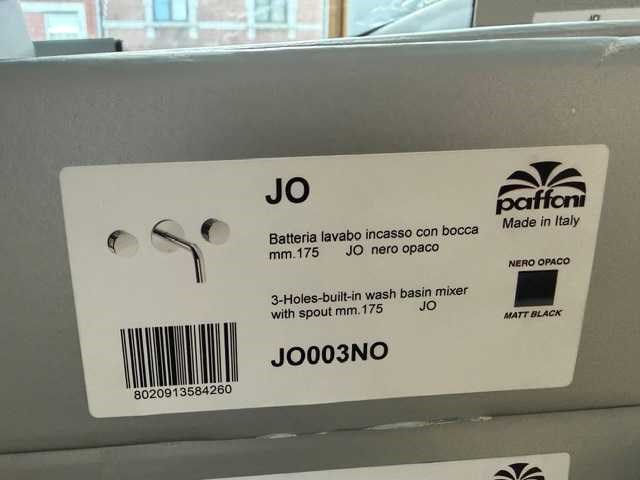 JO
paffoni
Made in Italy
Batteria lavabo incasso con bocca
mm.175 JO nero opaco
NERO OPACO
3-Holes-built-in wash basin mixer
with spout mm.175 JO
MATT BLACK
JO003NO
8020913584260